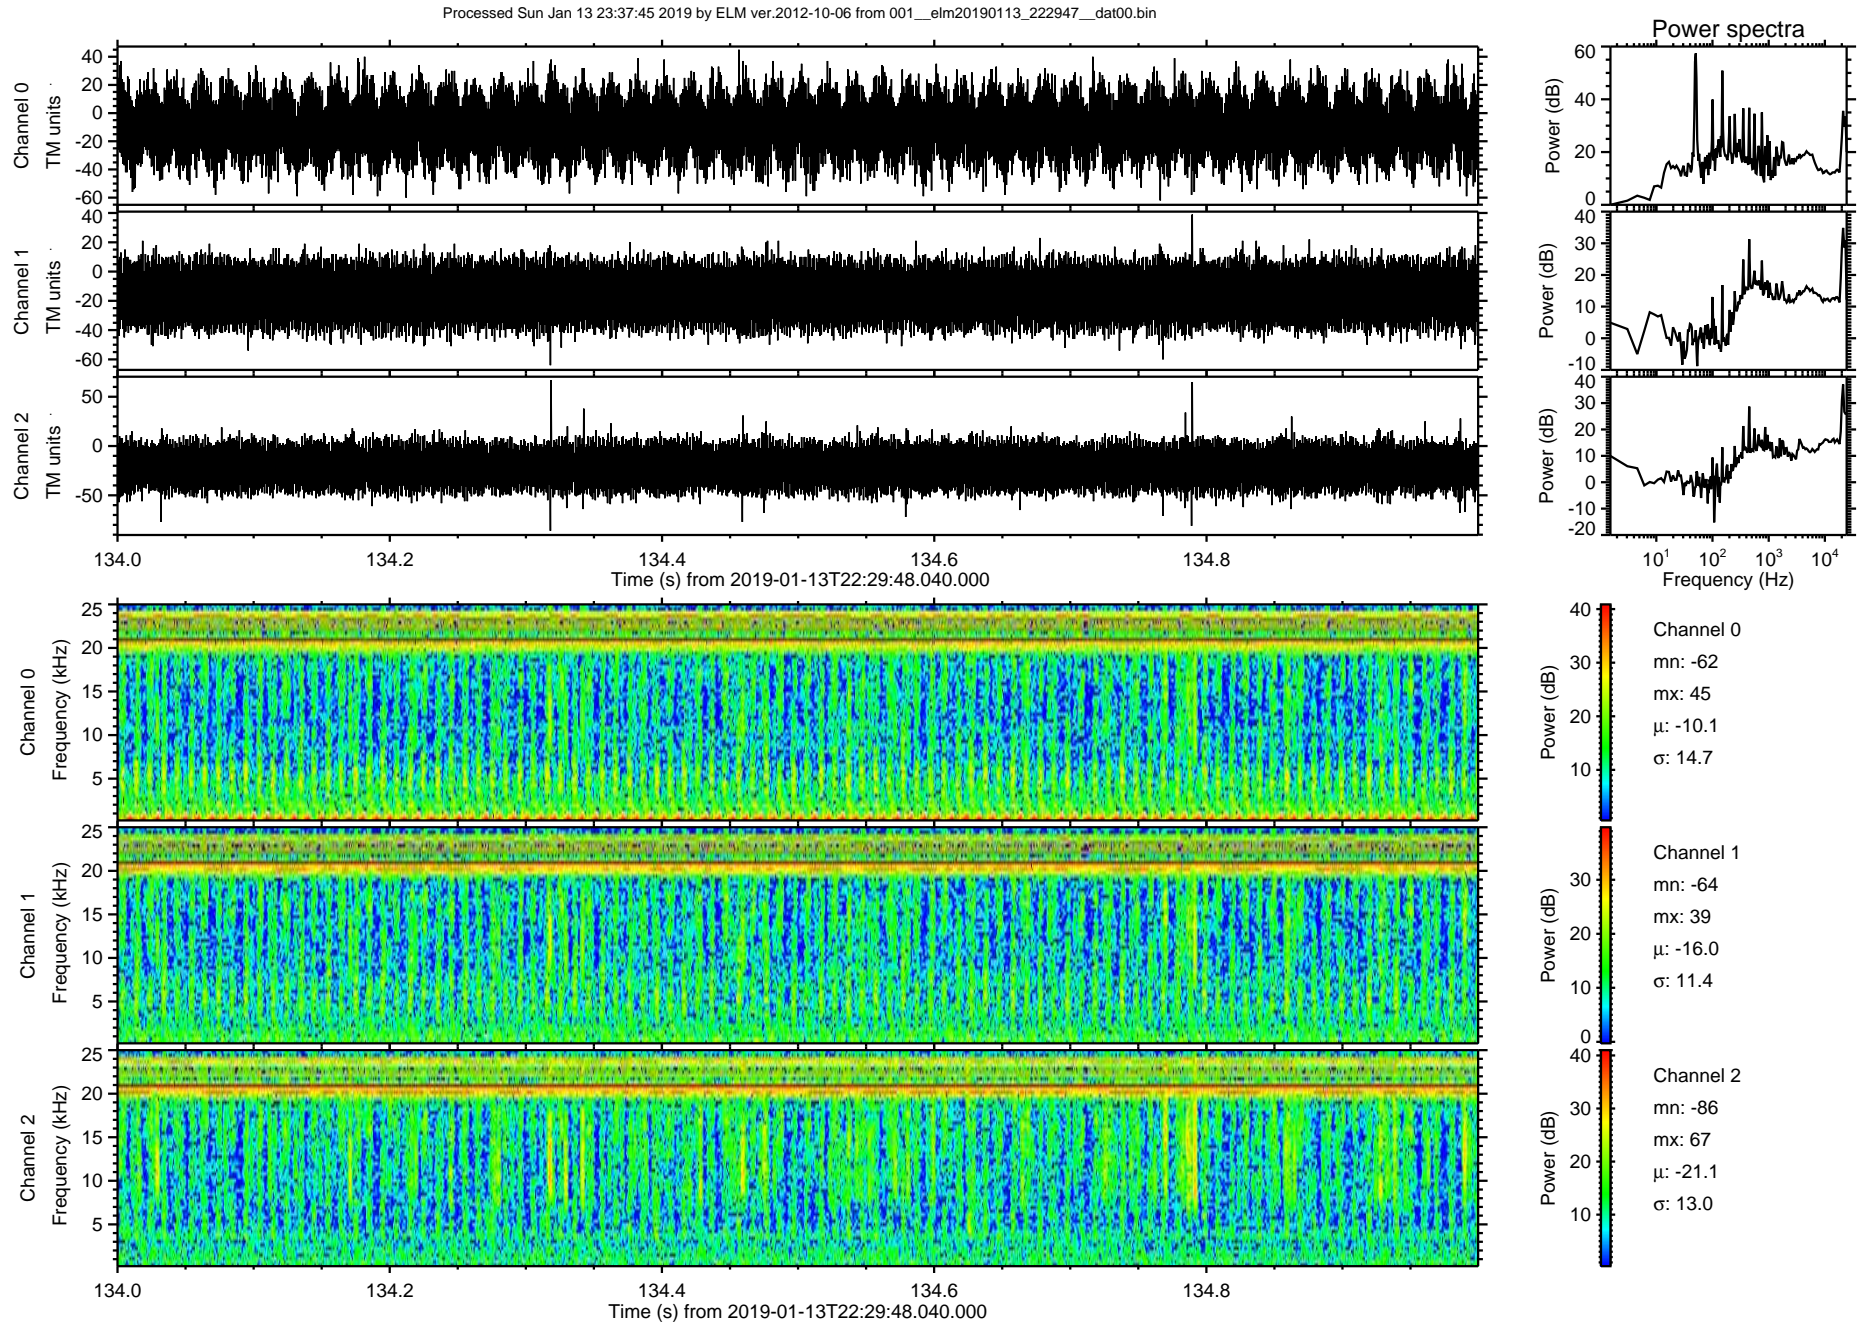 Processed Sun Jan 13 23:37:45 2019 by ELM ver.2012-10-06 from 001__elm20190113_222947__dat00.bin
Power spectra
Channel 0
TM units
40
20
0
-20
-40
-60
Power (dB)
60
40
20
0
Channel 1
TM units
40
20
0
-20
-40
-60
Power (dB)
40
30
20
10
0
-10
Channel 2
TM units
50
0
-50
Power (dB)
40
30
20
10
0
-10
-20
134.0 134.2 134.4 134.6 134.8
Time (s) from 2019-01-13T22:29:48.040.000
10¹ 10² 10³ 10⁴
Frequency (Hz)
Channel 0
Frequency (kHz)
25
20
15
10
5
Power (dB)
40
30
20
10
Channel 0
mn: -62
mx: 45
μ: -10.1
σ: 14.7
Channel 1
Frequency (kHz)
25
20
15
10
5
Power (dB)
30
20
10
0
Channel 1
mn: -64
mx: 39
μ: -16.0
σ: 11.4
Channel 2
Frequency (kHz)
25
20
15
10
5
Power (dB)
40
30
20
10
Channel 2
mn: -86
mx: 67
μ: -21.1
σ: 13.0
134.0 134.2 134.4 134.6 134.8
Time (s) from 2019-01-13T22:29:48.040.000